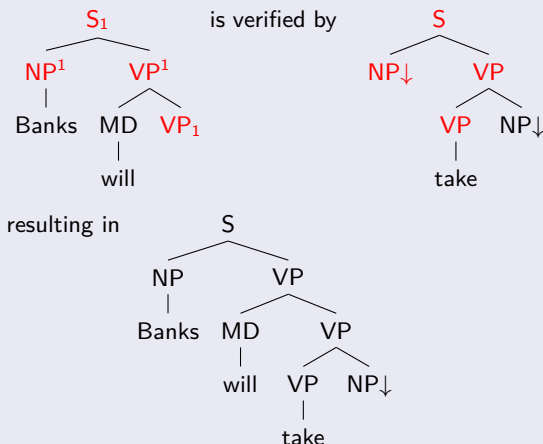 S₁ is verified by S
NP¹ VP¹ NP↓ VP
Banks MD VP₁ VP NP↓
will take
resulting in S
NP VP
Banks MD VP
will VP NP↓
take